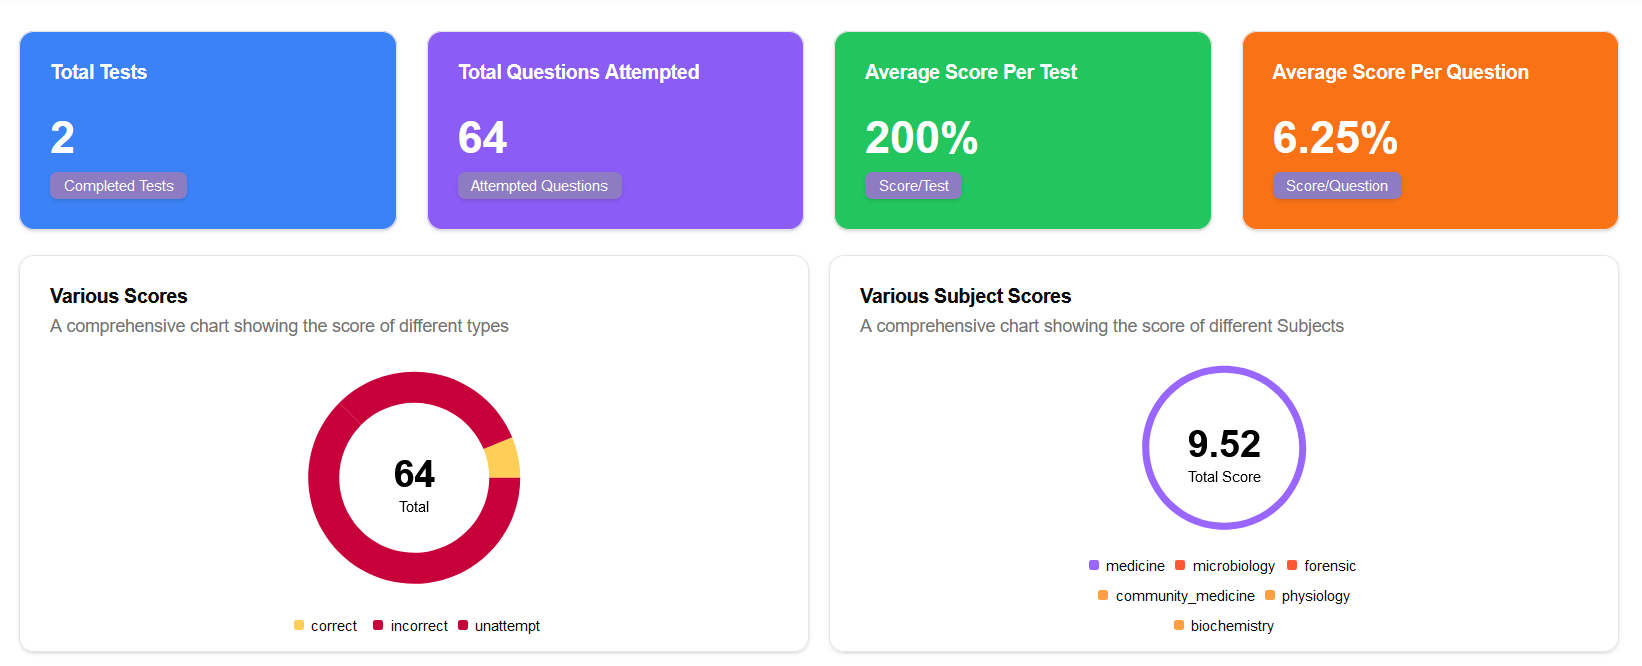 Total Tests
2
Completed Tests
Total Questions Attempted
64
Attempted Questions
Average Score Per Test
200%
Score/Test
Average Score Per Question
6.25%
Score/Question
Various Scores
A comprehensive chart showing the score of different types
64
Total
correct incorrect unattempt
Various Subject Scores
A comprehensive chart showing the score of different Subjects
9.52
Total Score
medicine microbiology forensic
community_medicine physiology
biochemistry